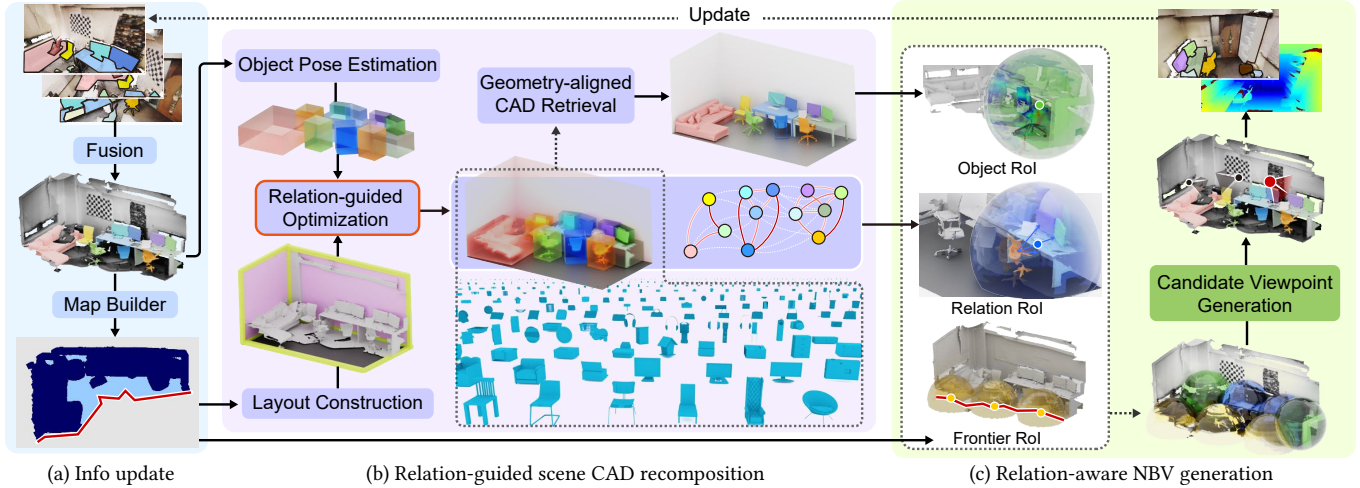 Update
Fusion
Map Builder
Object Pose Estimation
Relation-guided
Optimization
Layout Construction
Geometry-aligned
CAD Retrieval
Object RoI
Relation RoI
Frontier RoI
Candidate Viewpoint
Generation
(a) Info update
(b) Relation-guided scene CAD recomposition
(c) Relation-aware NBV generation